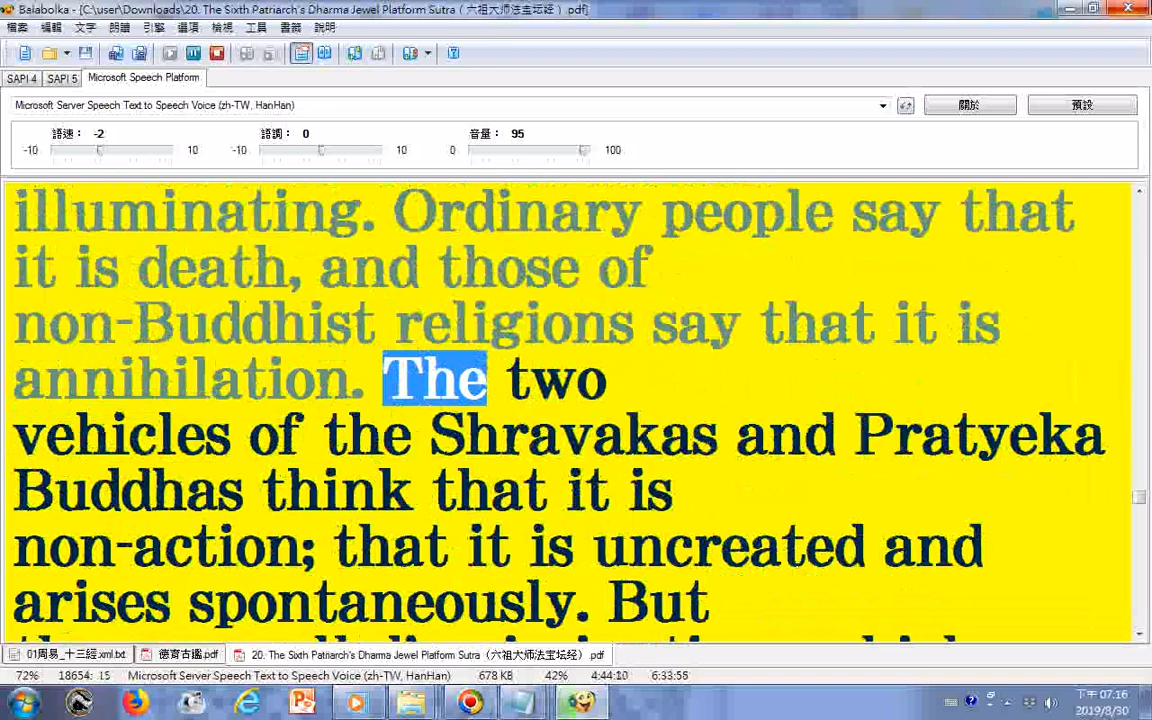 Balabolka - [C:\user\Downloads\20. The Sixth Patriarch's Dharma Jewel Platform Sutra（六祖大师法宝坛经）.pdf]
檔案 編輯 文字 朗讀 引擎 選項 檢視 工具 書籤 說明
SAPI 4 SAPI 5 Microsoft Speech Platform
Microsoft Server Speech Text to Speech Voice (zh-TW, HanHan) 關於 預設
語速： -2 語調： 0 音量： 95
-10 10 -10 10 0 100
illuminating. Ordinary people say that
it is death, and those of
non-Buddhist religions say that it is
annihilation. The two
vehicles of the Shravakas and Pratyeka
Buddhas think that it is
non-action; that it is uncreated and
arises spontaneously. But
01周易_十三經.xml.txt 德育古鑑.pdf 20. The Sixth Patriarch's Dharma Jewel Platform Sutra（六祖大师法宝坛经）.pdf
72% 18654: 15 Microsoft Server Speech Text to Speech Voice (zh-TW, HanHan) 678 KB 42% 4:44:10 6:33:55
下午 07:16
2019/8/30